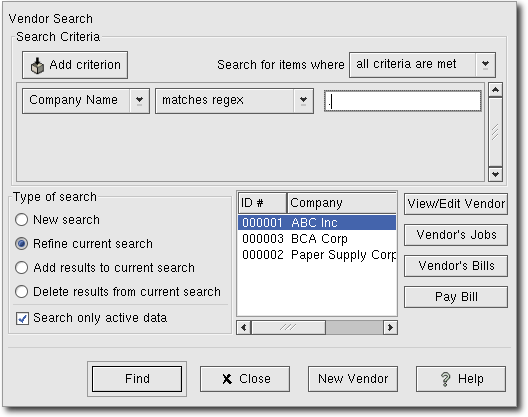 Vendor Search
Search Criteria
Add criterion
Search for items where all criteria are met
Company Name matches regex .
Type of search
New search
Refine current search
Add results to current search
Delete results from current search
Search only active data
ID # Company
000001 ABC Inc
000003 BCA Corp
000002 Paper Supply Corp
View/Edit Vendor
Vendor's Jobs
Vendor's Bills
Pay Bill
Find Close New Vendor Help